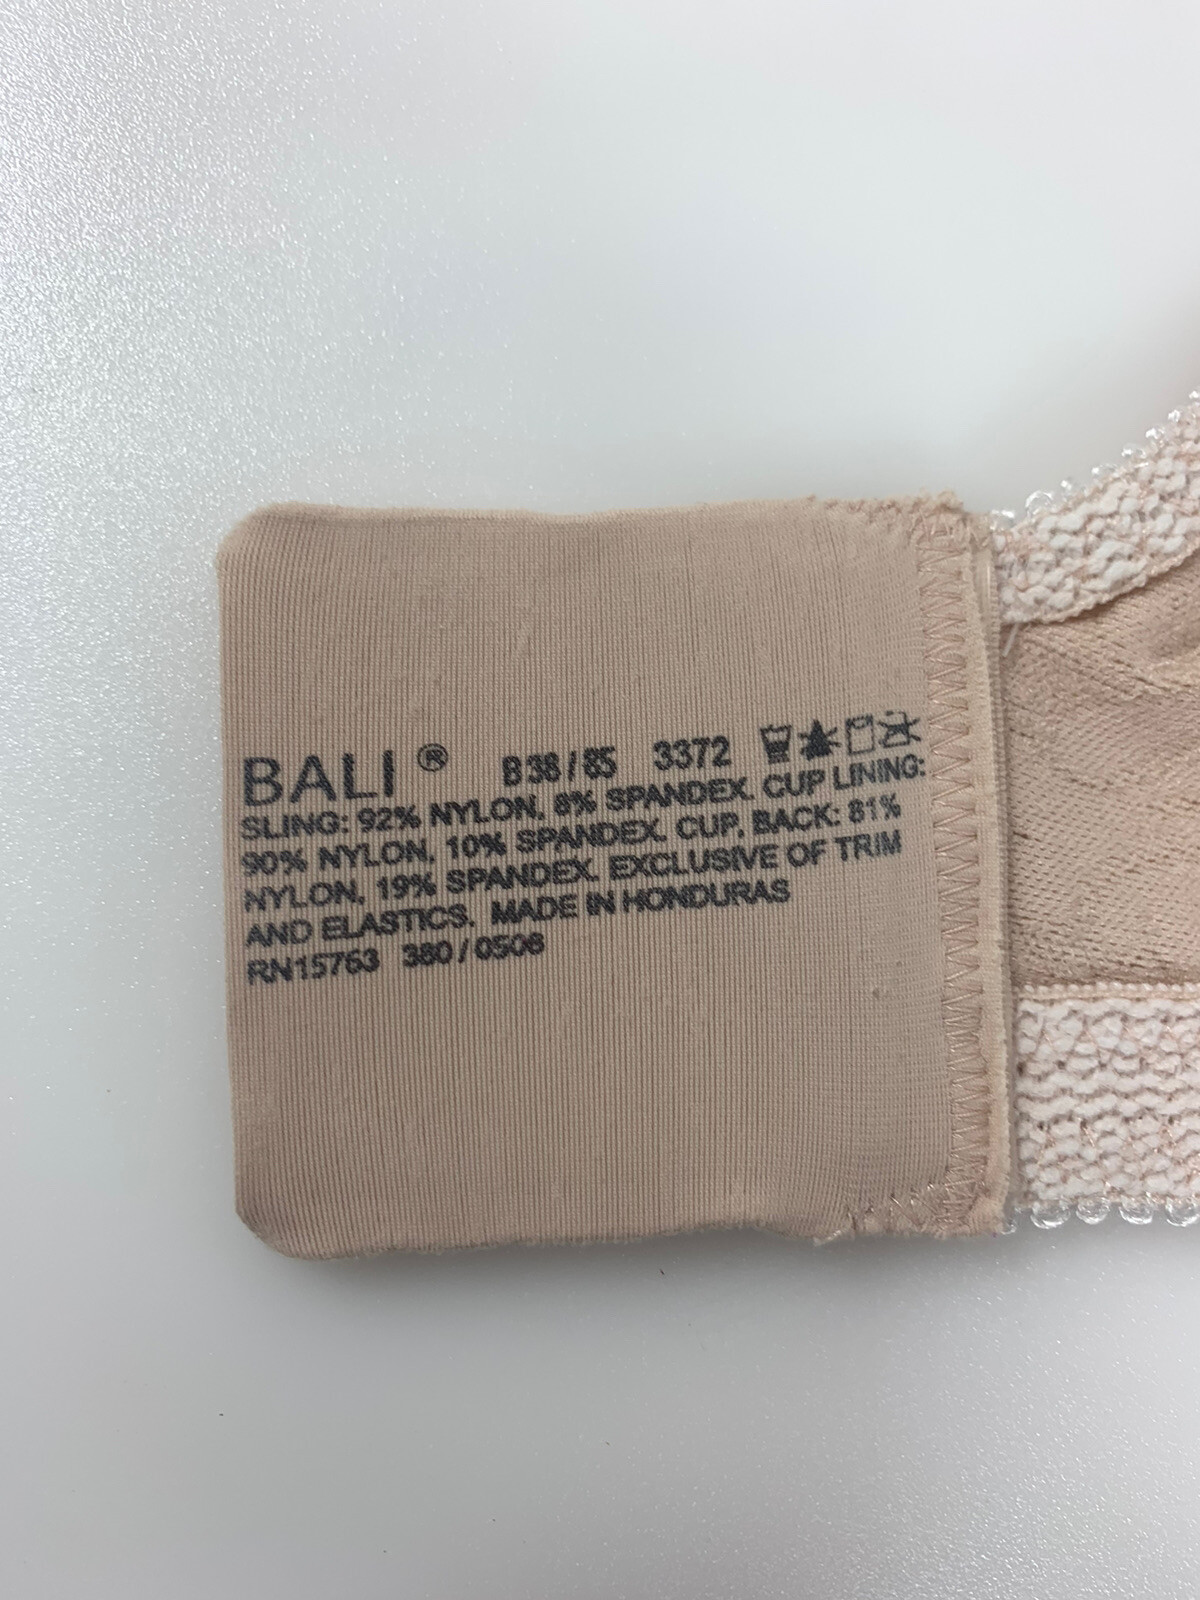 BALI ® B38/85 3372
SLING: 92% NYLON, 8% SPANDEX. CUP LINING:
90% NYLON, 10% SPANDEX. CUP, BACK: 81%
NYLON, 19% SPANDEX. EXCLUSIVE OF TRIM
AND ELASTICS. MADE IN HONDURAS
RN15763 380/0506